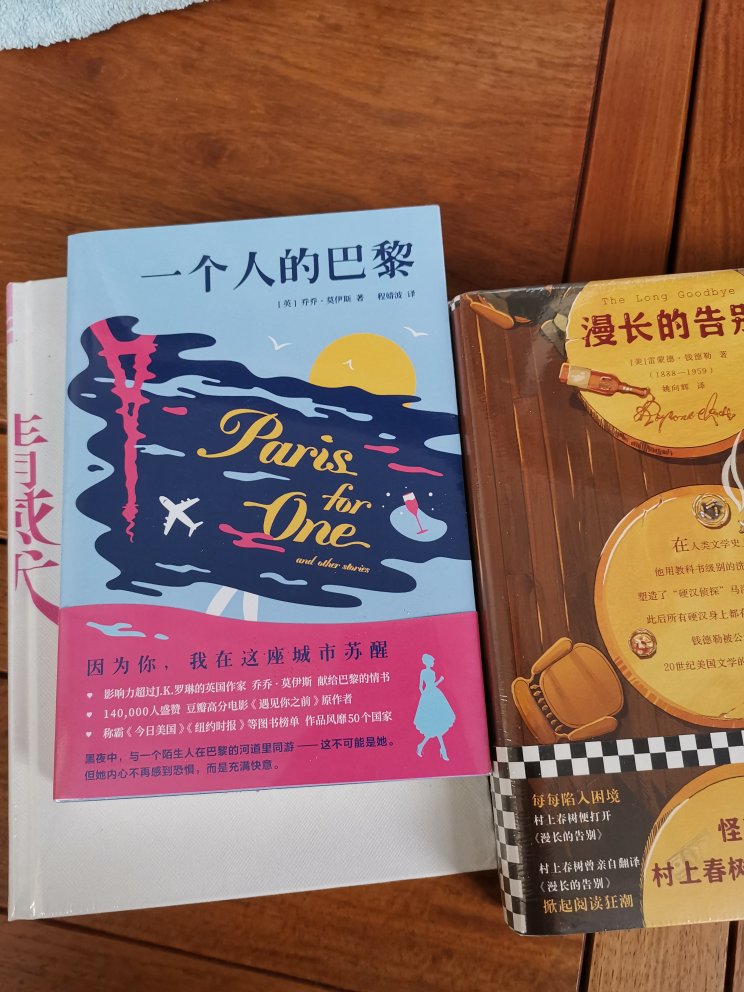 一个人的巴黎
[英] 乔乔·莫伊斯 著 程婧波 译
Paris
for
One
and other stories
因为你，我在这座城市苏醒
影响力超过J.K.罗琳的英国作家 乔乔·莫伊斯 献给巴黎的情书
140,000人盛赞 豆瓣高分电影《遇见你之前》原作者
称霸《今日美国》《纽约时报》等图书榜单 作品风靡50个国家
黑夜中，与一个陌生人在巴黎的河道里同游——这不可能是她。
但她内心不再感到恐惧，而是充满快意。
The Long Goodbye
漫长的告别
[美]雷蒙德·钱德勒 著
(1888—1959)
姚向辉 译
在人类文学史
他用教科书级别的
塑造了“硬汉侦探”马
此后所有硬汉身上都
钱德勒被公
20世纪美国文学的
每每陷入困境
村上春树便打开
《漫长的告别》
村上春树曾亲自翻译
《漫长的告别》
掀起阅读狂潮
怪
村上春树
情
感